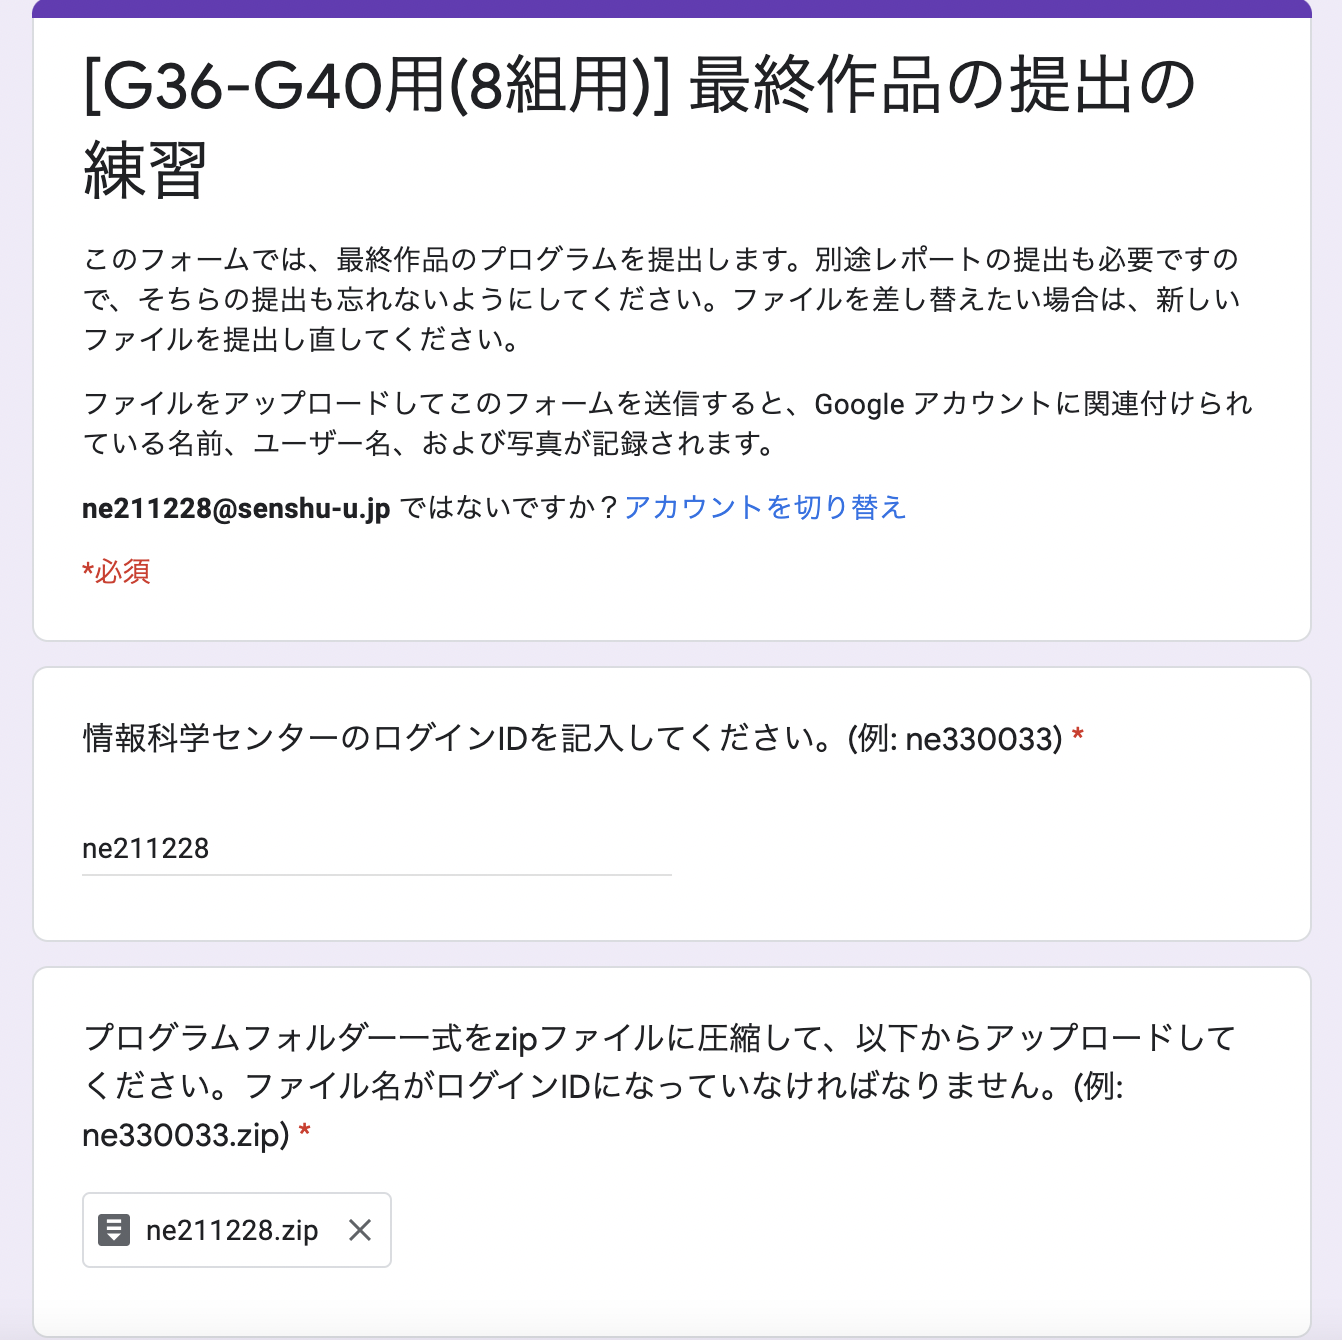 [G36-G40用(8組用)] 最終作品の提出の
練習
このフォームでは、最終作品のプログラムを提出します。別途レポートの提出も必要ですの
で、そちらの提出も忘れないようにしてください。ファイルを差し替えたい場合は、新しい
ファイルを提出し直してください。
ファイルをアップロードしてこのフォームを送信すると、Google アカウントに関連付けられ
ている名前、ユーザー名、および写真が記録されます。
ne211228@senshu-u.jp ではないですか？アカウントを切り替え
*必須
情報科学センターのログインIDを記入してください。(例: ne330033) *
ne211228
プログラムフォルダー一式をzipファイルに圧縮して、以下からアップロードして
ください。ファイル名がログインIDになっていなければなりません。(例:
ne330033.zip) *
ne211228.zip